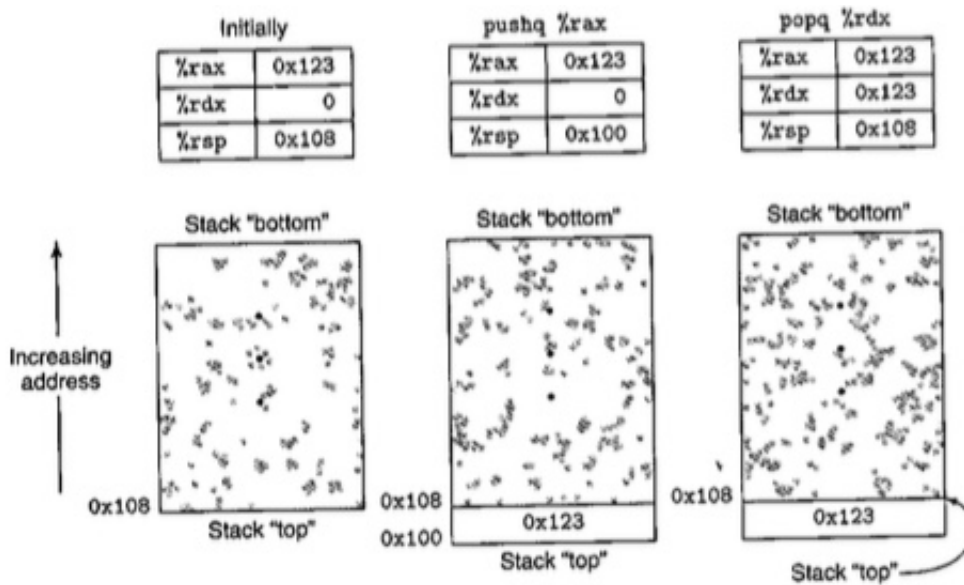 Initially
%rax 0x123
%rdx 0
%rsp 0x108
pushq %rax
%rax 0x123
%rdx 0
%rsp 0x100
popq %rdx
%rax 0x123
%rdx 0x123
%rsp 0x108
Increasing
address
Stack "bottom"
0x108
Stack "top"
Stack "bottom"
0x108
0x123
0x100
Stack "top"
Stack "bottom"
0x108
0x123
Stack "top"